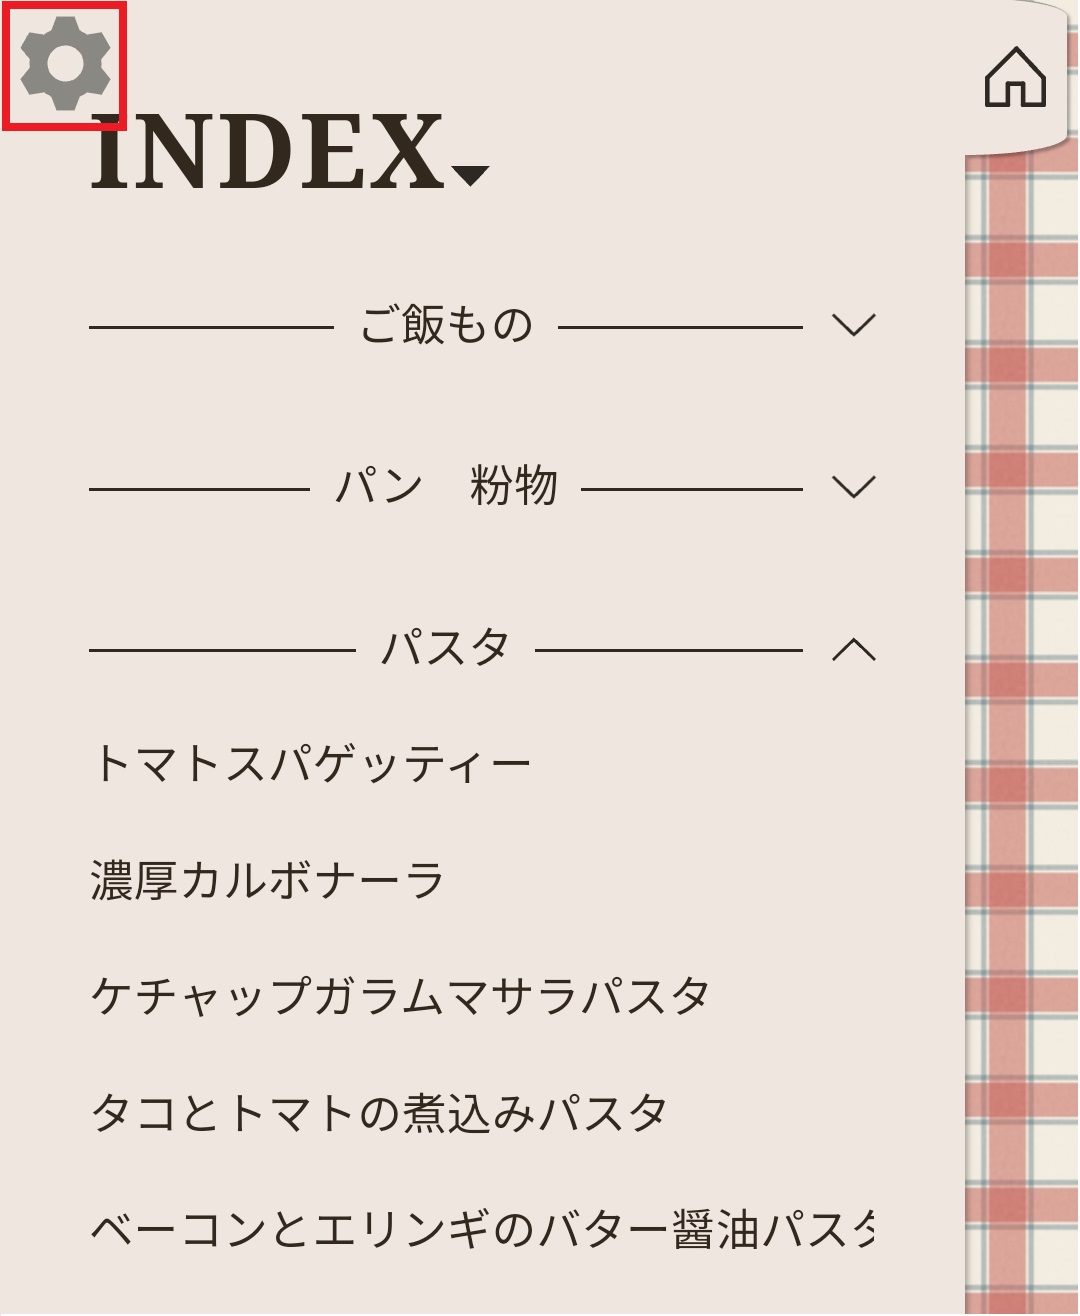 INDEX
ご飯もの
パン　粉物
パスタ
トマトスパゲッティー
濃厚カルボナーラ
ケチャップガラムマサラパスタ
タコとトマトの煮込みパスタ
ベーコンとエリンギのバター醤油パスタ